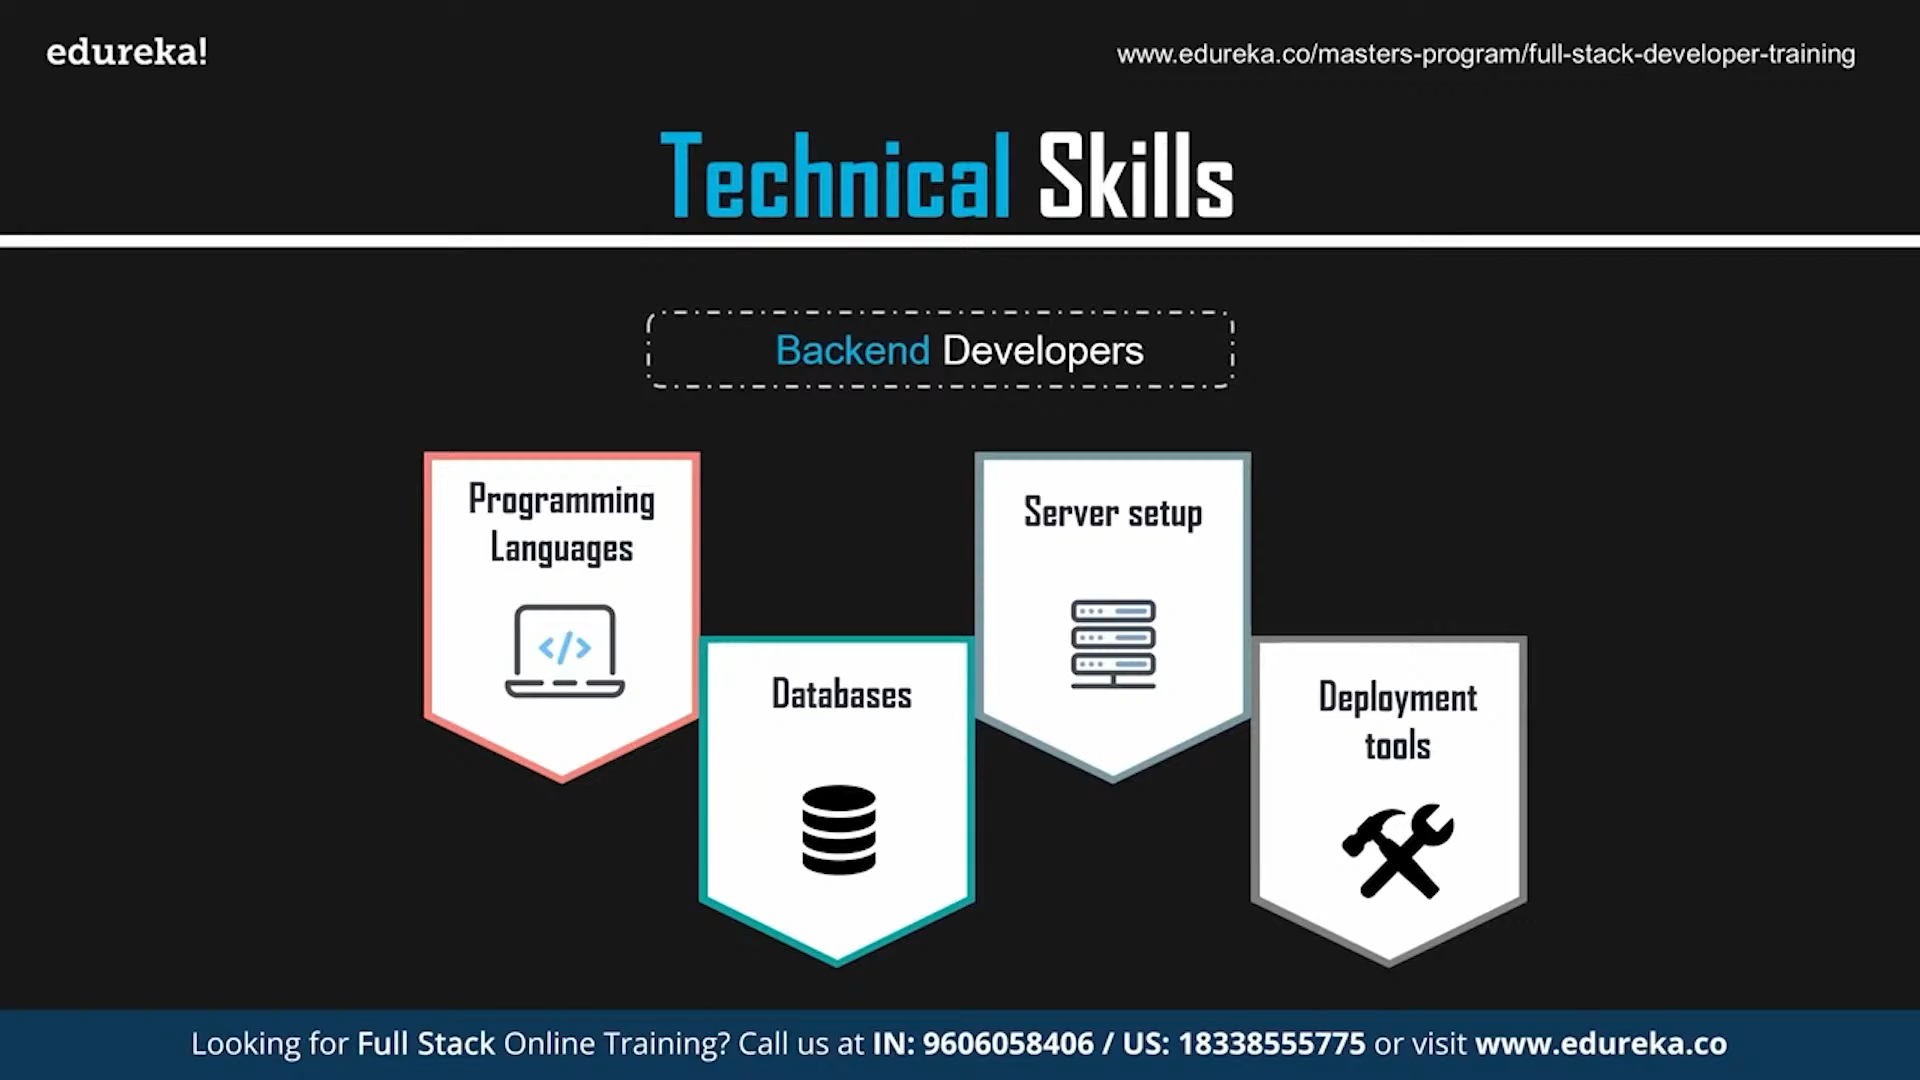 edureka!
www.edureka.co/masters-program/full-stack-developer-training
Technical Skills
Backend Developers
Programming
Languages
</>
Databases
Server setup
Deployment
tools
Looking for Full Stack Online Training? Call us at IN: 9606058406 / US: 18338555775 or visit www.edureka.co